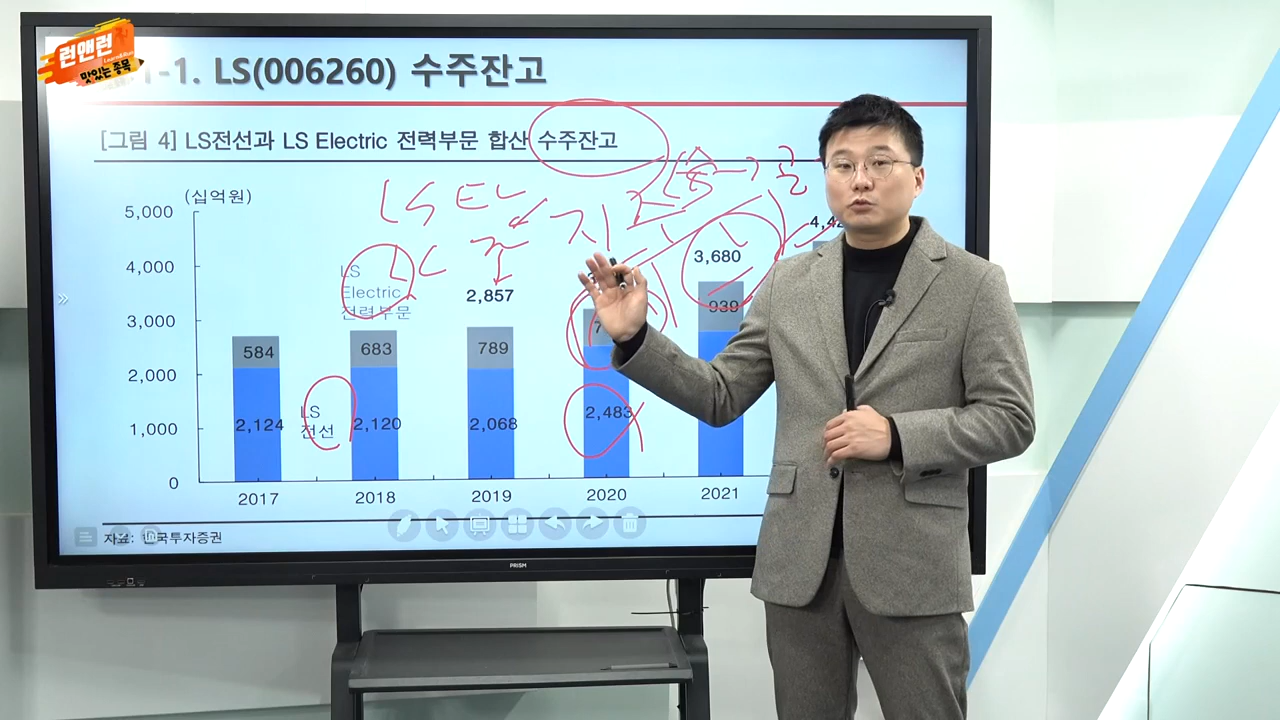 런앤런
Learn&Run
맛있는 종목
1-1. LS(006260) 수주잔고
[그림 4] LS전선과 LS Electric 전력부문 합산 수주잔고
(십억원)
5,000
4,000
3,000
2,000
1,000
0
LS
Electric
전력부문
LS
전선
2,857
3,680
584
683
789
939
2,124
2,120
2,068
2,483
2017
2018
2019
2020
2021
자료: 한국투자증권
PRISM